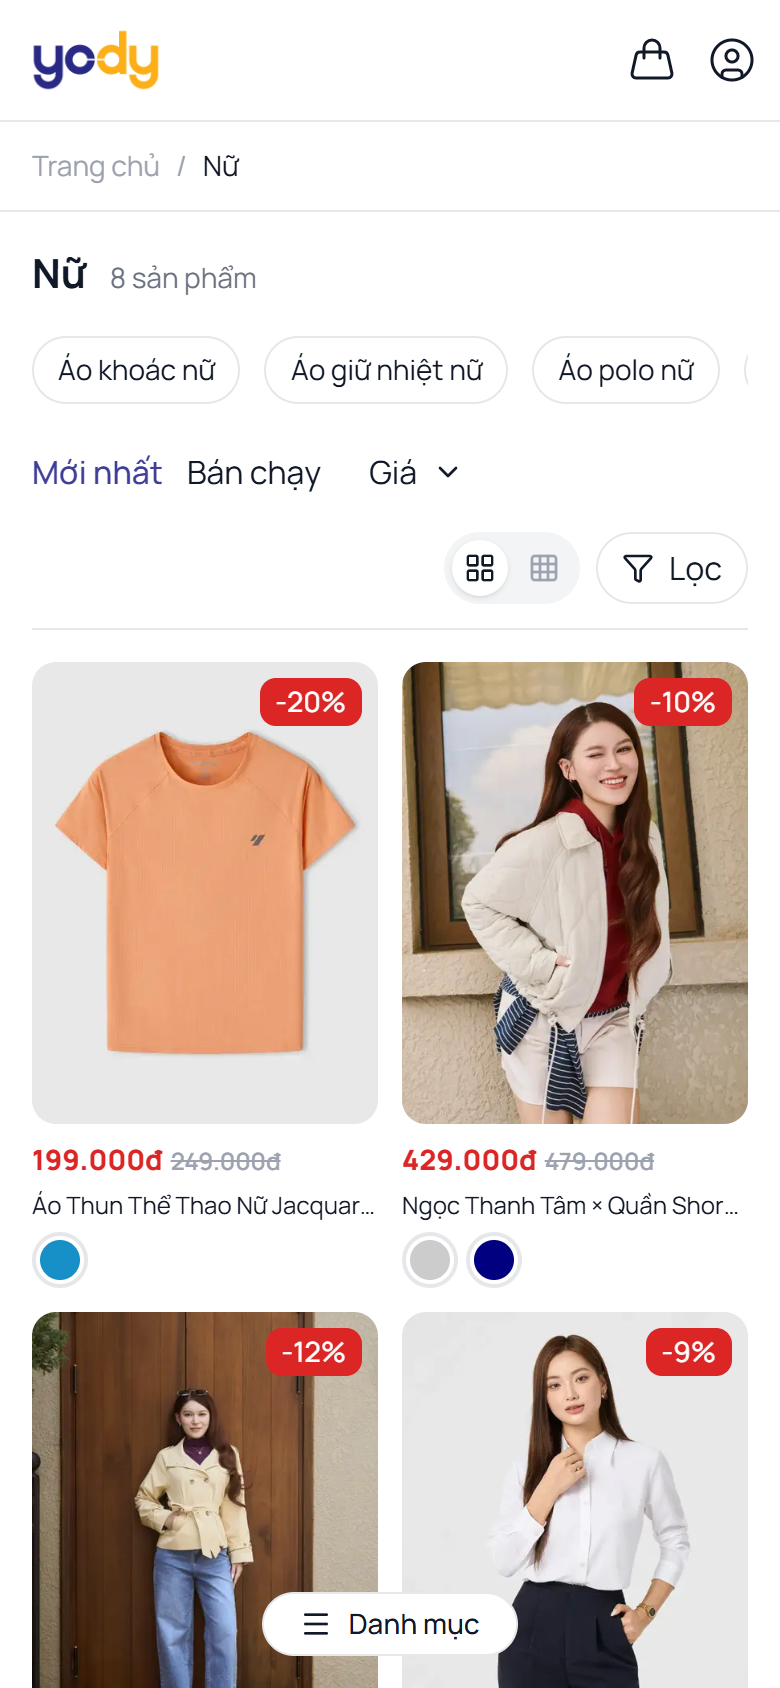 yody
Trang chủ / Nữ
Nữ 8 sản phẩm
Áo khoác nữ Áo giữ nhiệt nữ Áo polo nữ
Mới nhất Bán chạy Giá
Lọc
-20% -10%
199.000đ 249.000đ 429.000đ 479.000đ
Áo Thun Thể Thao Nữ Jacquar... Ngọc Thanh Tâm × Quần Shor...
-12% -9%
Danh mục